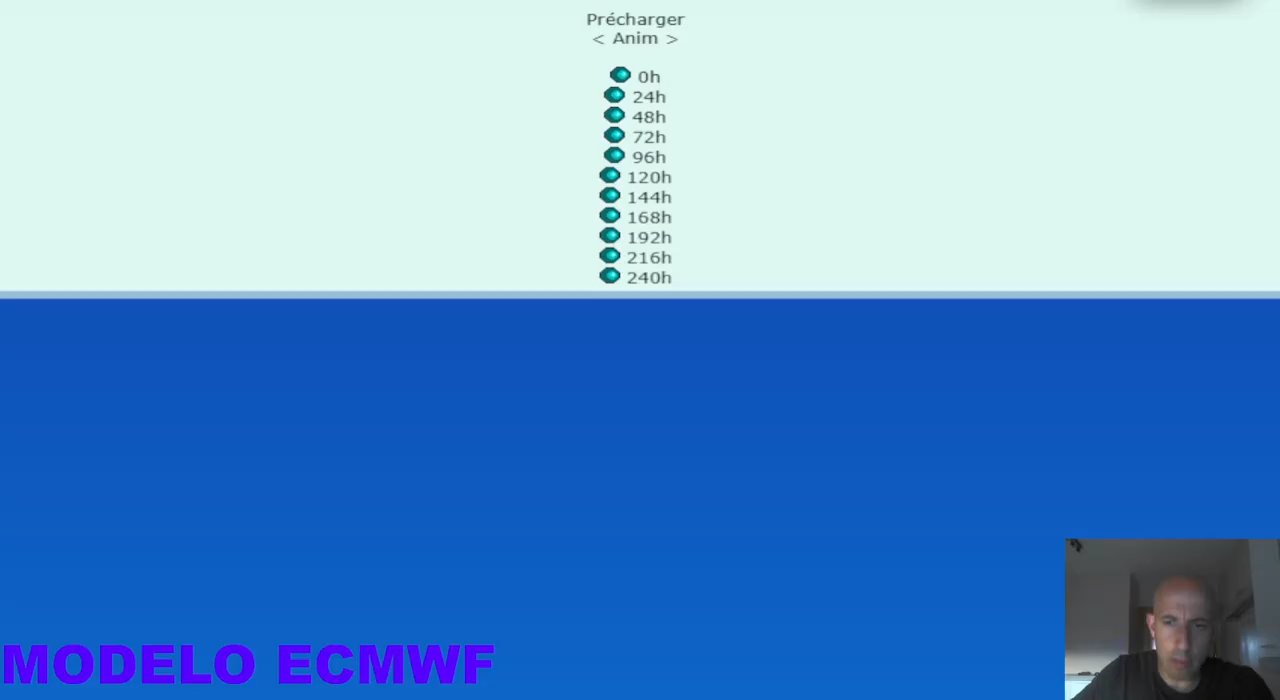 Précharger
< Anim >
0h
24h
48h
72h
96h
120h
144h
168h
192h
216h
240h
MODELO ECMWF